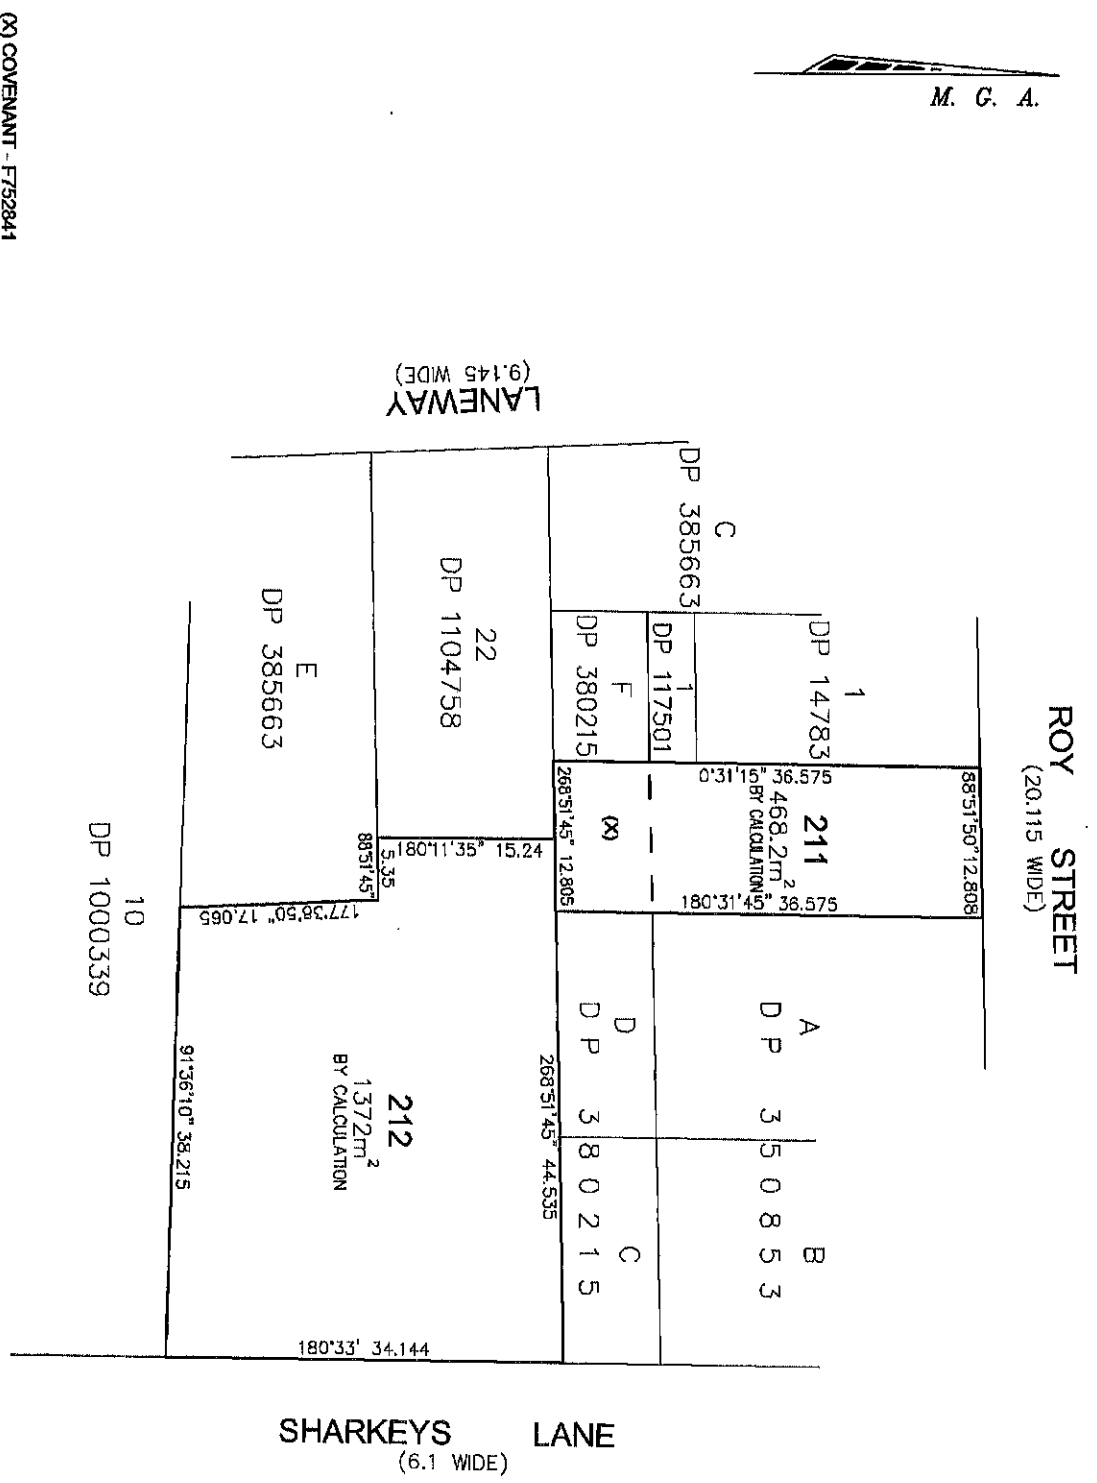 (X) COVENANT - F752841
M. G. A.
ROY STREET
(20.115 WIDE)
LANEWAY
(9.145 WIDE)
C
DP 385663
1
DP 14783
1
DP 117501
F
DP 380215
22
DP 1104758
E
DP 385663
10
DP 1000339
88°51'50" 12.808
0°31'15" 36.575
211
468.2m²
BY CALCULATION
180°31'45" 36.575
(X)
268°51'45" 12.805
180°11'35" 15.24
5.35
88°51'45"
177°38'50" 17.065
A B
DP 350853
D C
DP 380215
268°51'45" 44.535
212
1372m²
BY CALCULATION
91°36'10" 38.215
180°33' 34.144
SHARKEYS LANE
(6.1 WIDE)